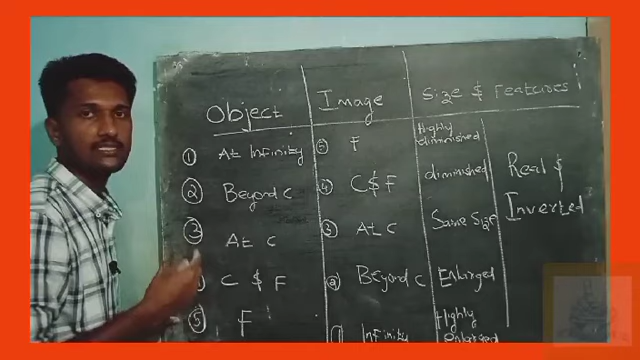 Object Image Size & Features
① At Infinity ⑤ F Highly diminished
② Beyond C ④ C & F diminished
③ At C ③ At C Same Size
C & F ② Beyond C Enlarged
⑤ F ① Infinity Highly Enlarged
Real &
Inverted